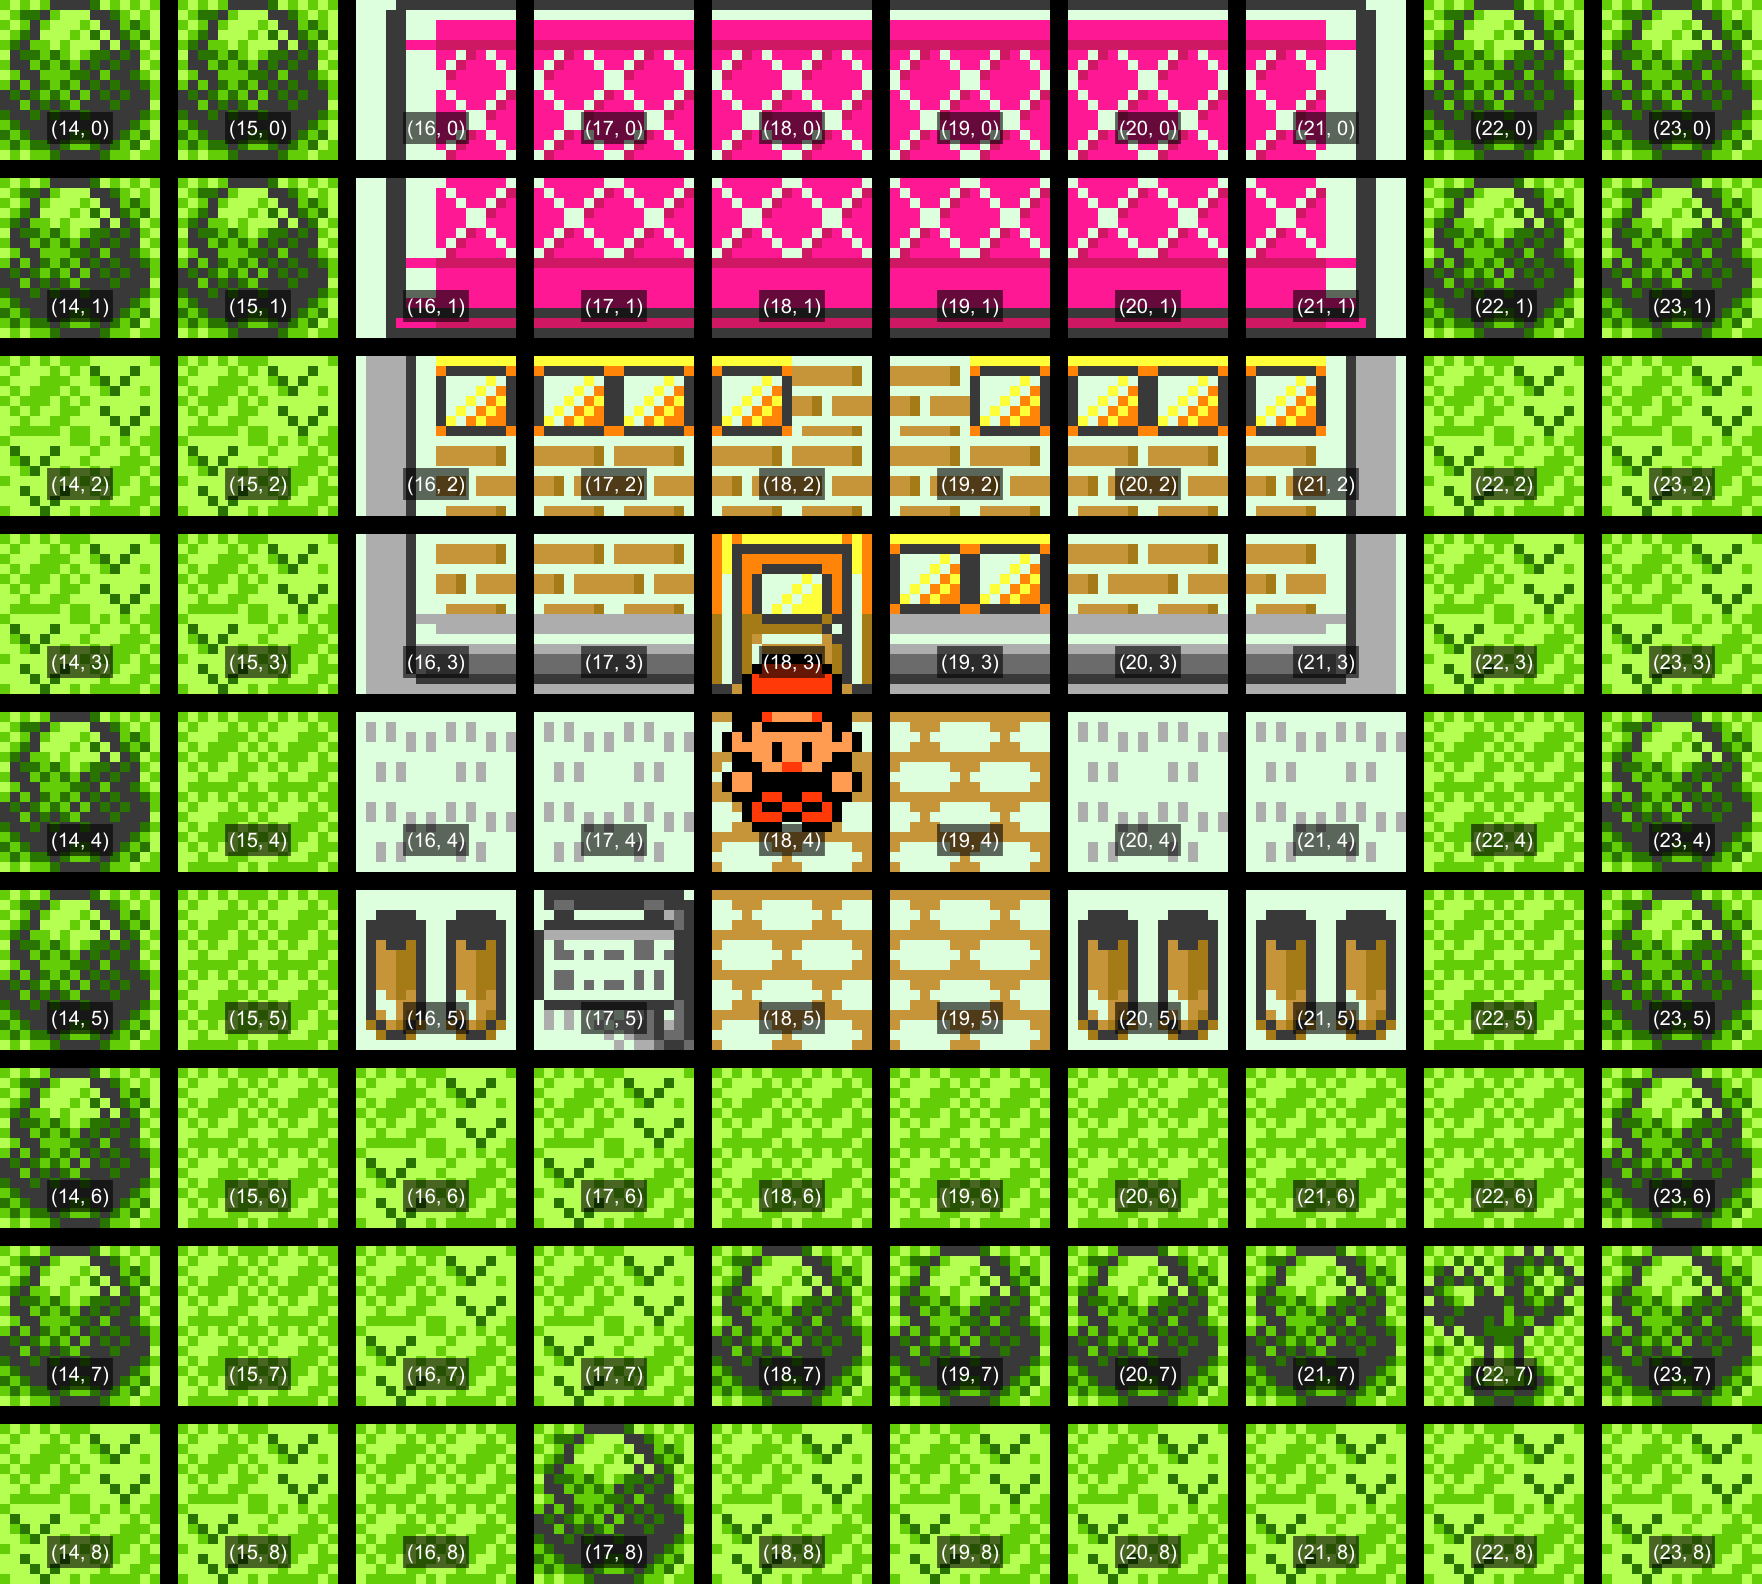 (14, 0) (15, 0) (16, 0) (17, 0) (18, 0) (19, 0) (20, 0) (21, 0) (22, 0) (23, 0)
(14, 1) (15, 1) (16, 1) (17, 1) (18, 1) (19, 1) (20, 1) (21, 1) (22, 1) (23, 1)
(14, 2) (15, 2) (16, 2) (17, 2) (18, 2) (19, 2) (20, 2) (21, 2) (22, 2) (23, 2)
(14, 3) (15, 3) (16, 3) (17, 3) (18, 3) (19, 3) (20, 3) (21, 3) (22, 3) (23, 3)
(14, 4) (15, 4) (16, 4) (17, 4) (18, 4) (19, 4) (20, 4) (21, 4) (22, 4) (23, 4)
(14, 5) (15, 5) (16, 5) (17, 5) (18, 5) (19, 5) (20, 5) (21, 5) (22, 5) (23, 5)
(14, 6) (15, 6) (16, 6) (17, 6) (18, 6) (19, 6) (20, 6) (21, 6) (22, 6) (23, 6)
(14, 7) (15, 7) (16, 7) (17, 7) (18, 7) (19, 7) (20, 7) (21, 7) (22, 7) (23, 7)
(14, 8) (15, 8) (16, 8) (17, 8) (18, 8) (19, 8) (20, 8) (21, 8) (22, 8) (23, 8)